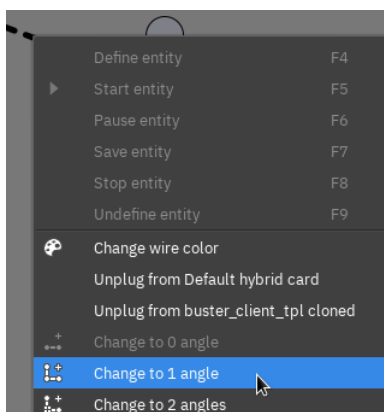 Define entity F4
Start entity F5
Pause entity F6
Save entity F7
Stop entity F8
Undefine entity F9
Change wire color
Unplug from Default hybrid card
Unplug from buster_client_tpl cloned
Change to 0 angle
Change to 1 angle
Change to 2 angles